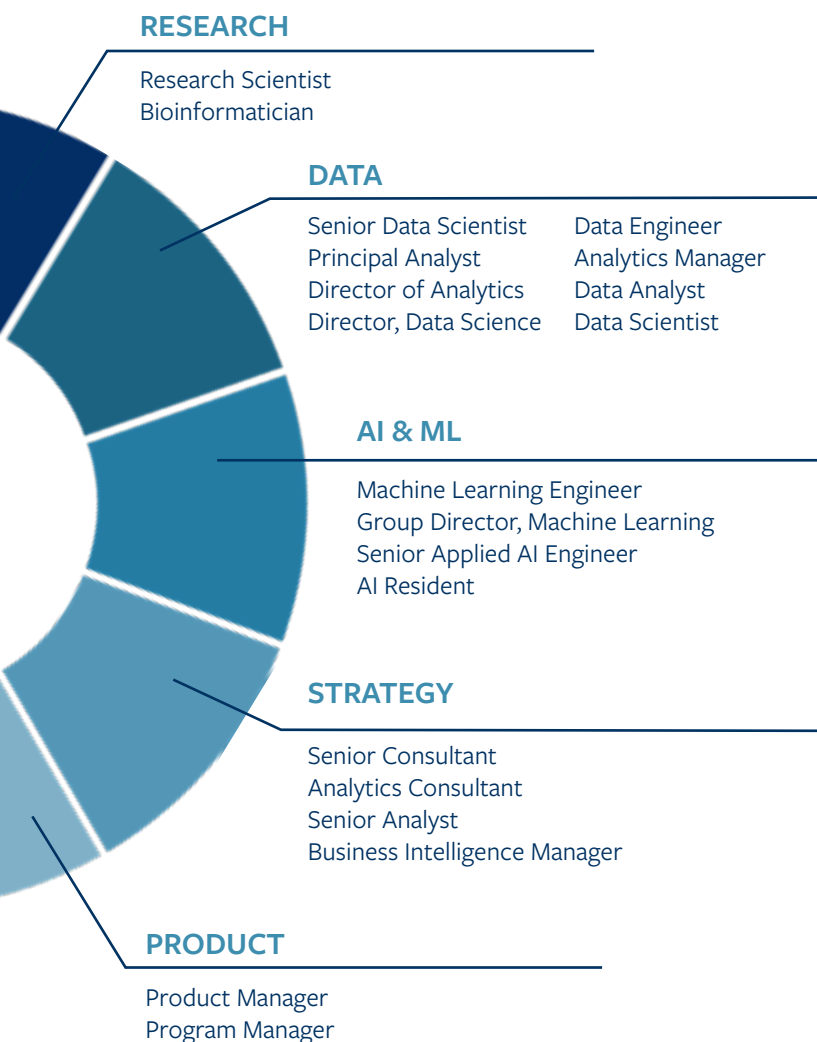 RESEARCH
Research Scientist
Bioinformatician
DATA
Senior Data Scientist
Principal Analyst
Director of Analytics
Director, Data Science
Data Engineer
Analytics Manager
Data Analyst
Data Scientist
AI & ML
Machine Learning Engineer
Group Director, Machine Learning
Senior Applied AI Engineer
AI Resident
STRATEGY
Senior Consultant
Analytics Consultant
Senior Analyst
Business Intelligence Manager
PRODUCT
Product Manager
Program Manager